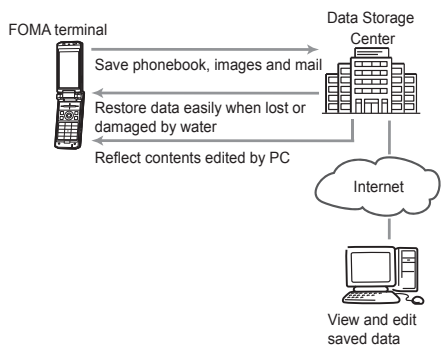 Data Storage
Center
FOMA terminal
Save phonebook, images and mail
Restore data easily when lost or
damaged by water
Reflect contents edited by PC
Internet
View and edit
saved data